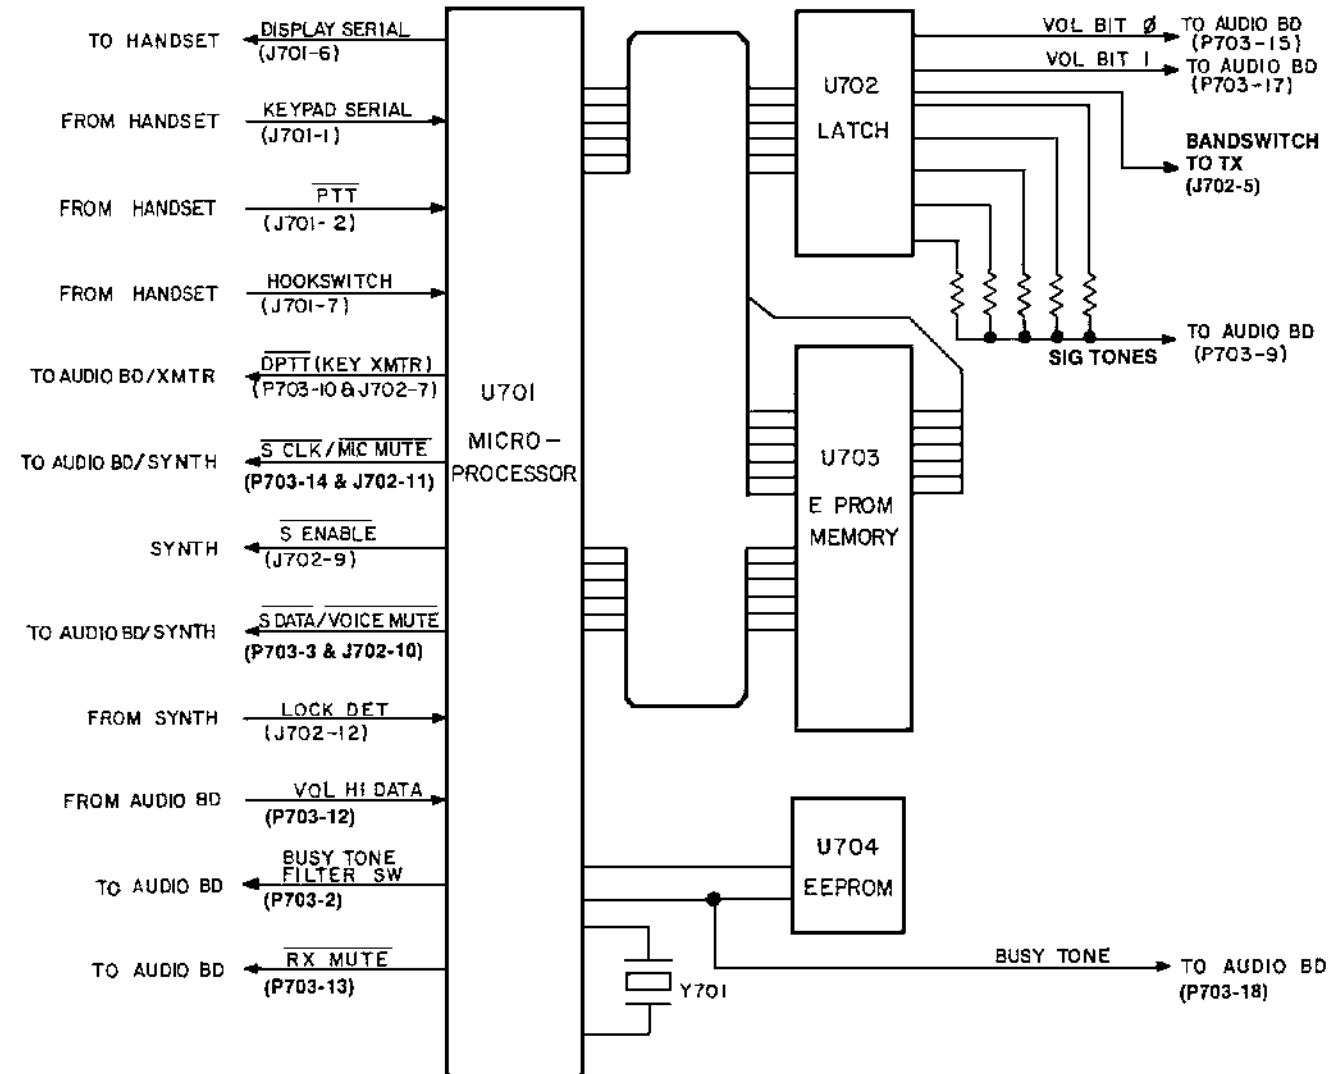 TO HANDSET
DISPLAY SERIAL
(J701-6)
FROM HANDSET
KEYPAD SERIAL
(J701-1)
FROM HANDSET
PTT
(J701-2)
FROM HANDSET
HOOKSWITCH
(J701-7)
TO AUDIO BD/XMTR
DPTT (KEY XMTR)
(P703-10 & J702-7)
TO AUDIO BD/SYNTH
S CLK/MIC MUTE
(P703-14 & J702-11)
SYNTH
S ENABLE
(J702-9)
TO AUDIO BD/SYNTH
S DATA/VOICE MUTE
(P703-3 & J702-10)
FROM SYNTH
LOCK DET
(J702-12)
FROM AUDIO BD
VOL HI DATA
(P703-12)
TO AUDIO BD
BUSY TONE
FILTER SW
(P703-2)
TO AUDIO BD
RX MUTE
(P703-13)
U701
MICRO-
PROCESSOR
Y701
U702
LATCH
U703
E PROM
MEMORY
U704
EEPROM
VOL BIT Ø
TO AUDIO BD
(P703-15)
VOL BIT 1
TO AUDIO BD
(P703-17)
BANDSWITCH
TO TX
(J702-5)
SIG TONES
TO AUDIO BD
(P703-9)
BUSY TONE
TO AUDIO BD
(P703-18)